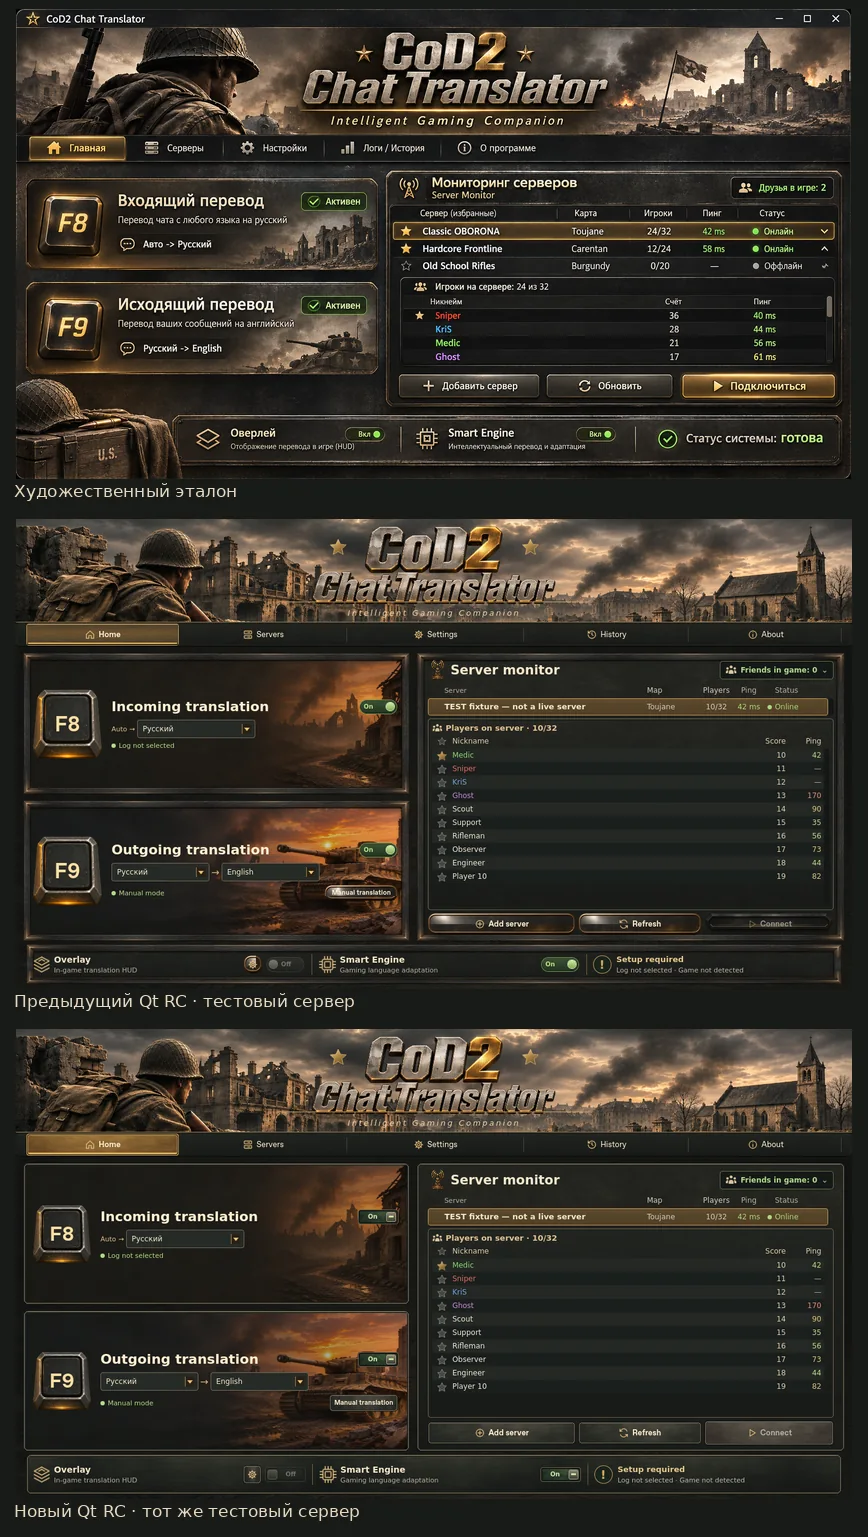 CoD2 Chat Translator
CoD2
Chat Translator
Intelligent Gaming Companion
Главная Серверы Настройки Логи / История О программе
F8
Входящий перевод
Активен
Перевод чата с любого языка на русский
Авто -> Русский
F9
Исходящий перевод
Активен
Перевод ваших сообщений на английский
Русский -> English
Мониторинг серверов
Server Monitor
Друзья в игре: 2
Сервер (избранные) Карта Игроки Пинг Статус
Classic OBORONA Toujane 24/32 42 ms Онлайн
Hardcore Frontline Carentan 12/24 58 ms Онлайн
Old School Rifles Burgundy 0/20 — Оффлайн
Игроки на сервере: 24 из 32
Никнейм Счёт Пинг
Sniper 36 40 ms
KriS 28 44 ms
Medic 21 56 ms
Ghost 17 61 ms
Добавить сервер Обновить Подключиться
U.S.
Оверлей Вкл
Отображение перевода в игре (HUD)
Smart Engine Вкл
Интеллектуальный перевод и адаптация
Статус системы: готова
Художественный эталон
CoD2
Chat Translator
Intelligent Gaming Companion
Home Servers Settings History About
F8
Incoming translation
On
Auto → Русский
Log not selected
F9
Outgoing translation
On
Русский → English
Manual mode
Manual translation
Server monitor
Friends in game: 0
Server Map Players Ping Status
TEST fixture — not a live server Toujane 10/32 42 ms Online
Players on server · 10/32
Nickname Score Ping
Medic 10 42
Sniper 11 —
KriS 12 —
Ghost 13 170
Scout 14 90
Support 15 35
Rifleman 16 56
Observer 17 73
Engineer 18 44
Player 10 19 82
Add server Refresh Connect
Overlay
In-game translation HUD
Off
Smart Engine
Gaming language adaptation
On
Setup required
Log not selected · Game not detected
Предыдущий Qt RC · тестовый сервер
CoD2
Chat Translator
Intelligent Gaming Companion
Home Servers Settings History About
F8
Incoming translation
On
Auto → Русский
Log not selected
F9
Outgoing translation
On
Русский → English
Manual mode
Manual translation
Server monitor
Friends in game: 0
Server Map Players Ping Status
TEST fixture — not a live server Toujane 10/32 42 ms Online
Players on server · 10/32
Nickname Score Ping
Medic 10 42
Sniper 11 —
KriS 12 —
Ghost 13 170
Scout 14 90
Support 15 35
Rifleman 16 56
Observer 17 73
Engineer 18 44
Player 10 19 82
Add server Refresh Connect
Overlay
In-game translation HUD
Off
Smart Engine
Gaming language adaptation
On
Setup required
Log not selected · Game not detected
Новый Qt RC · тот же тестовый сервер